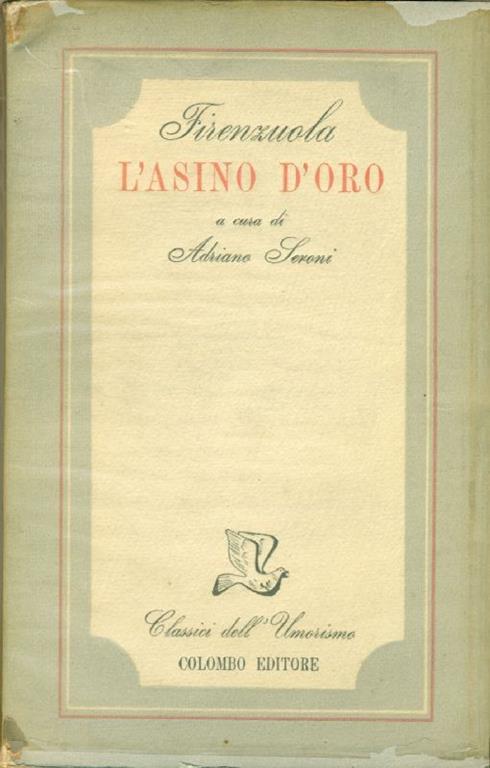 Firenzuola
L'ASINO D'ORO
a cura di
Adriano Seroni
Classici dell'Umorismo
COLOMBO EDITORE